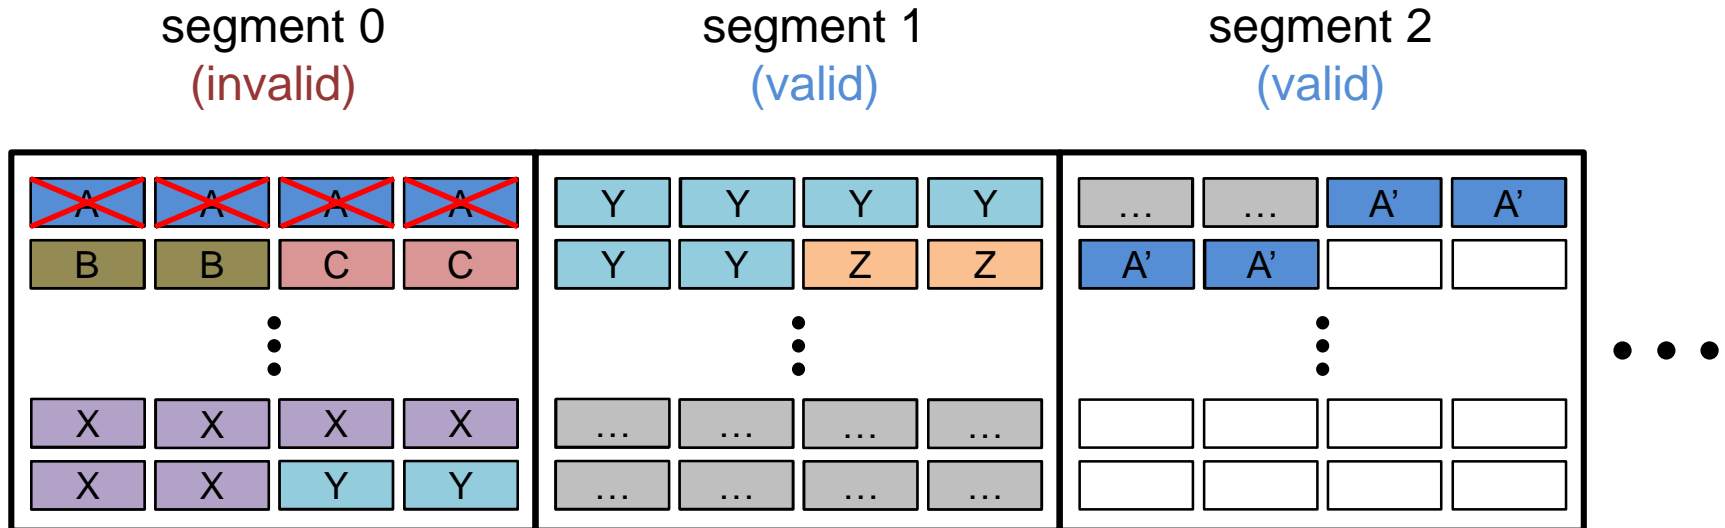 segment 0 segment 1 segment 2
(invalid) (valid) (valid)
A A A A Y Y Y Y … … A’ A’
B B C C Y Y Z Z A’ A’
X X X X … … … …
X X Y Y … … … …